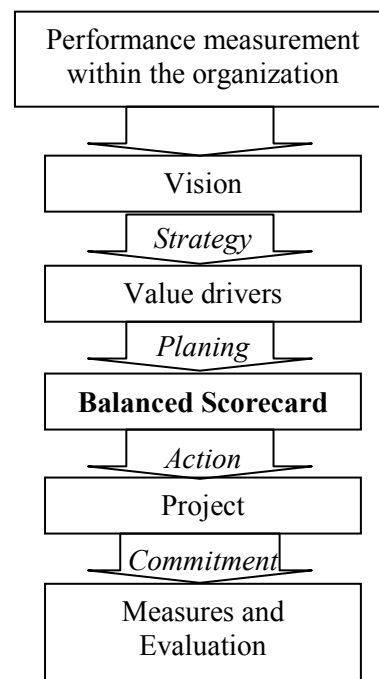 Performance measurement
within the organization
Vision
Strategy
Value drivers
Planing
Balanced Scorecard
Action
Project
Commitment
Measures and
Evaluation